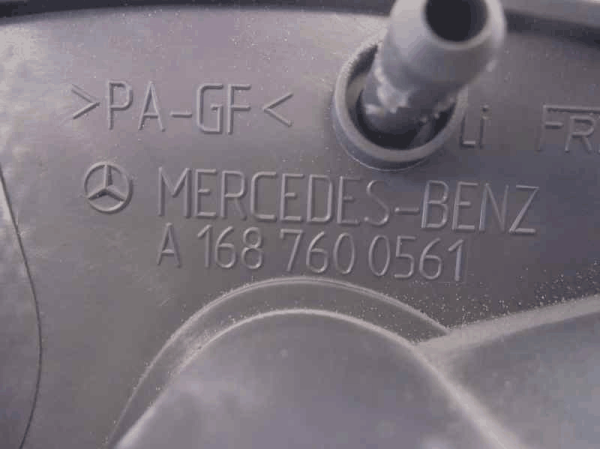 >PA-GF< Li
MERCEDES-BENZ
A 168 760 0561